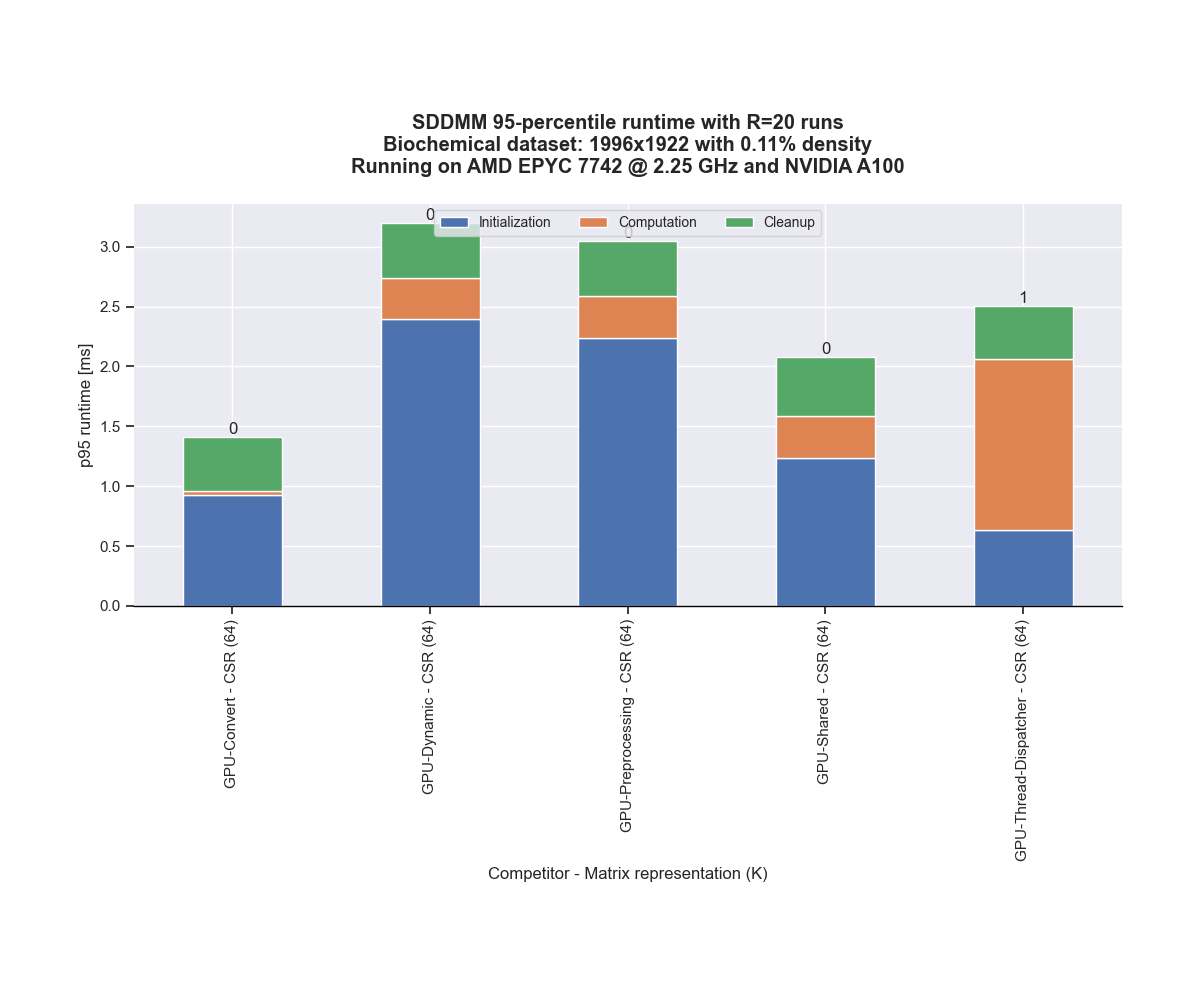 SDDMM 95-percentile runtime with R=20 runs
Biochemical dataset: 1996x1922 with 0.11% density
Running on AMD EPYC 7742 @ 2.25 GHz and NVIDIA A100
Initialization Computation Cleanup
0
0
0
0
1
3.0
2.5
2.0
1.5
1.0
0.5
0.0
p95 runtime [ms]
GPU-Convert - CSR (64)
GPU-Dynamic - CSR (64)
GPU-Preprocessing - CSR (64)
GPU-Shared - CSR (64)
GPU-Thread-Dispatcher - CSR (64)
Competitor - Matrix representation (K)